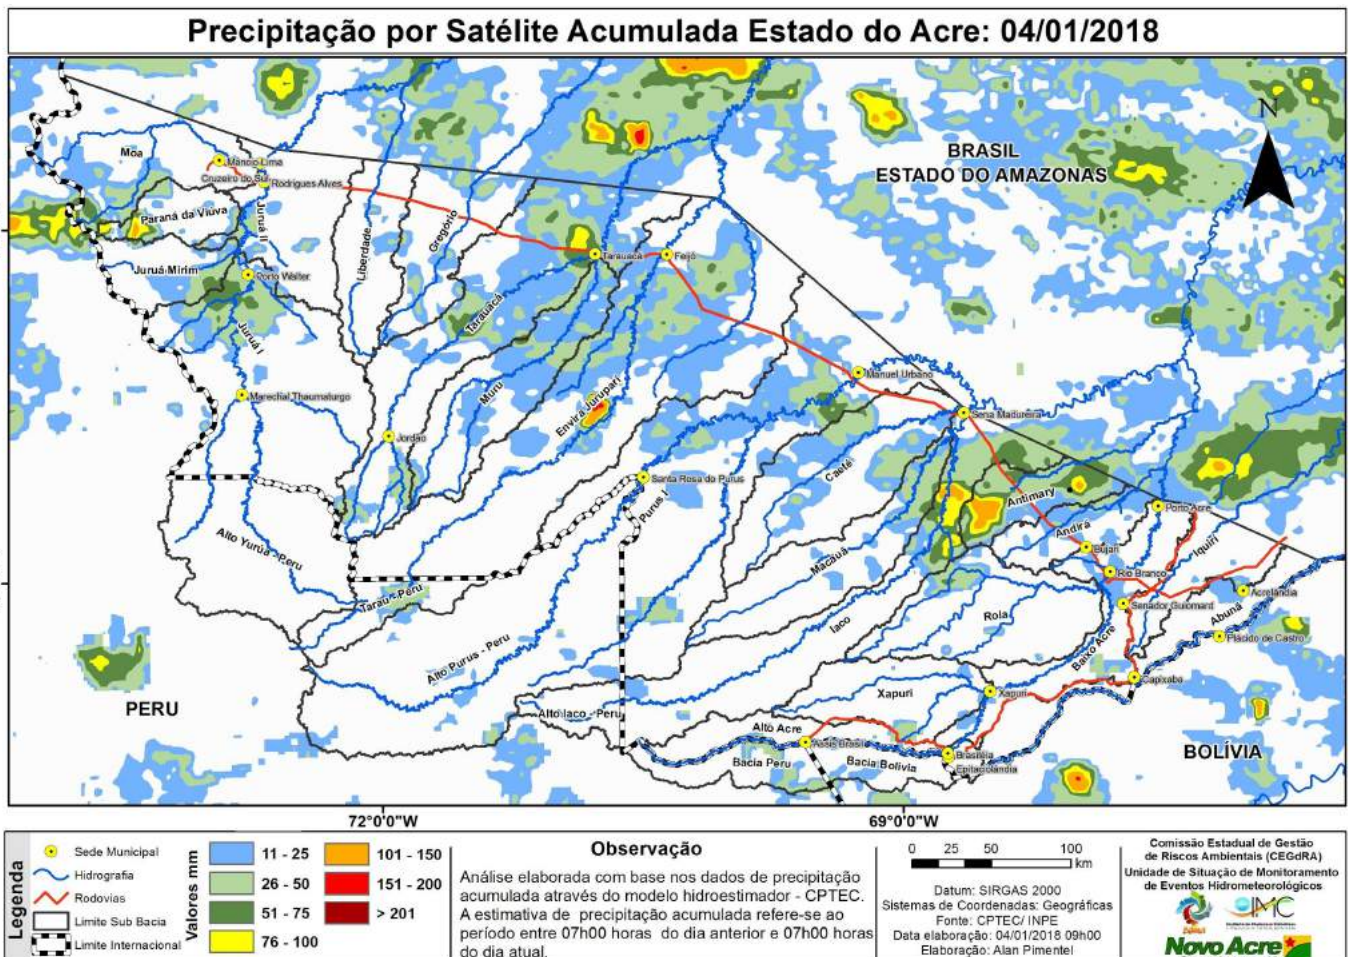 Precipitação por Satélite Acumulada Estado do Acre: 04/01/2018
N
BRASIL
ESTADO DO AMAZONAS
Moa
Mâncio Lima
Cruzeiro do Sul
Rodrigues Alves
Paraná da Viúva
Juruá II
Liberdade
Gregório
Tarauacá
Feijó
Juruá Mirim
Porto Walter
Tarauacá
Juruá I
Muru
Envira Jurupari
Manuel Urbano
Marechal Thaumaturgo
Jordão
Sena Madureira
Caeté
Santa Rosa do Purus
Purus I
Antimary
Porto Acre
Andirá
Iquiri
Bujari
Alto Yuruá - Peru
Macauã
Rio Branco
Tarau - Peru
Acrelândia
Senador Guiomard
Abunã
Iaco
Rola
Plácido de Castro
Baixo Acre
Alto Purus - Peru
Capixaba
Xapuri
Xapuri
PERU
Alto Iaco - Peru
Alto Acre
Assis Brasil
Brasiléia
Epitaciolândia
Bacia Peru
Bacia Bolívia
BOLÍVIA
72°0'0"W
69°0'0"W
Legenda
Sede Municipal
Hidrografia
Rodovias
Limite Sub Bacia
Limite Internacional
Valores mm
11 - 25
26 - 50
51 - 75
76 - 100
101 - 150
151 - 200
> 201
Observação
Análise elaborada com base nos dados de precipitação
acumulada através do modelo hidroestimador - CPTEC.
A estimativa de precipitação acumulada refere-se ao
período entre 07h00 horas do dia anterior e 07h00 horas
do dia atual.
0 25 50 100
km
Datum: SIRGAS 2000
Sistemas de Coordenadas: Geográficas
Fonte: CPTEC/ INPE
Data elaboração: 04/01/2018 09h00
Elaboração: Alan Pimentel
Comissão Estadual de Gestão
de Riscos Ambientais (CEGdRA)
Unidade de Situação de Monitoramento
de Eventos Hidrometeorológicos
IMC
Novo Acre